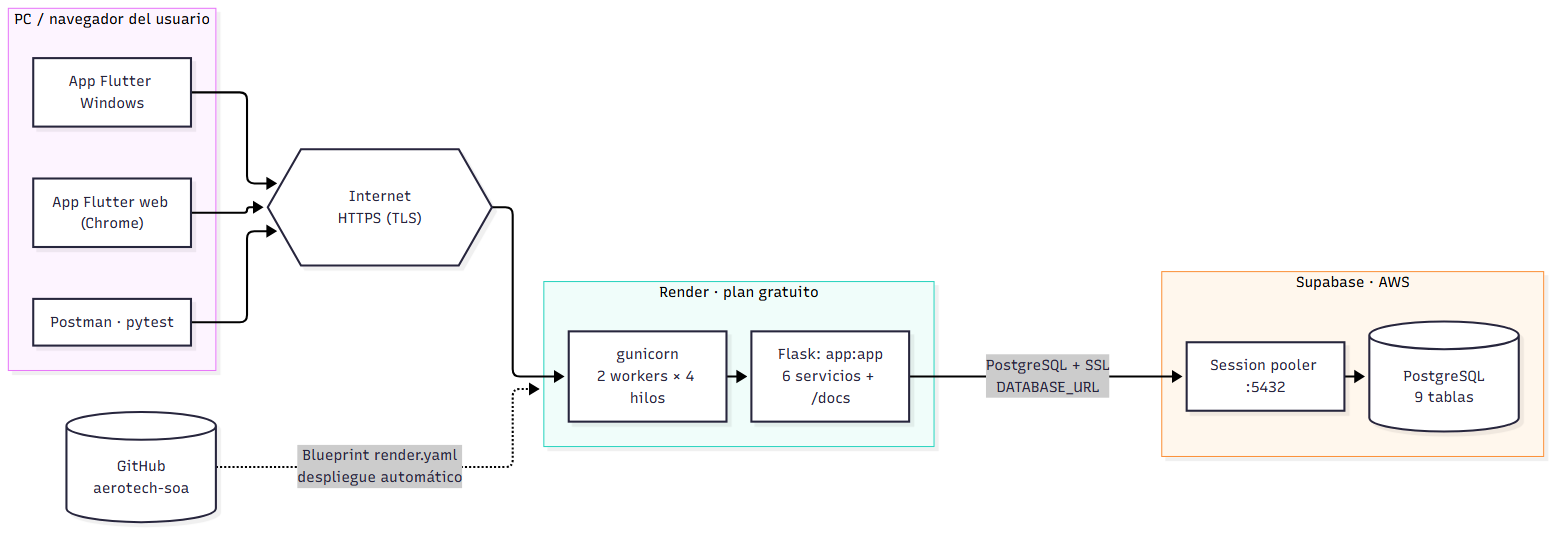 PC / navegador del usuario
App Flutter
Windows
App Flutter web
(Chrome)
Postman · pytest
Internet
HTTPS (TLS)
GitHub
aerotech-soa
Blueprint render.yaml
despliegue automático
Render · plan gratuito
gunicorn
2 workers × 4
hilos
Flask: app:app
6 servicios +
/docs
PostgreSQL + SSL
DATABASE_URL
Supabase · AWS
Session pooler
:5432
PostgreSQL
9 tablas